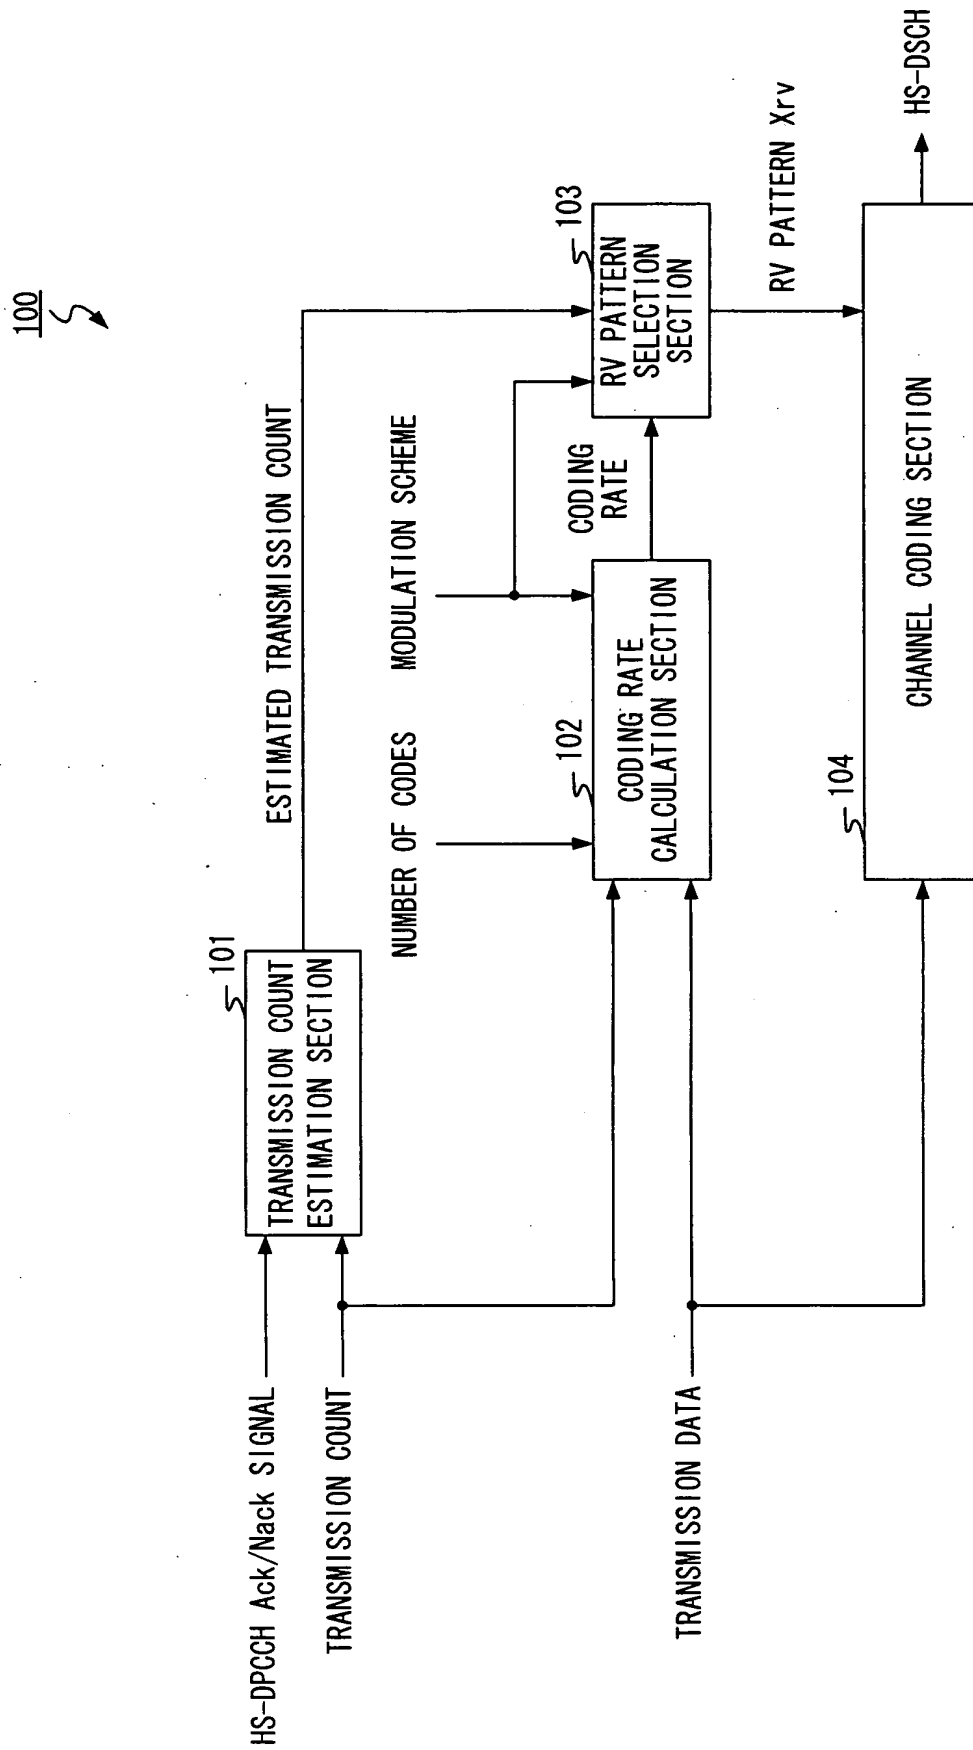 100
HS-DPCCH Ack/Nack SIGNAL
TRANSMISSION COUNT
101
TRANSMISSION COUNT
ESTIMATION SECTION
ESTIMATED TRANSMISSION COUNT
NUMBER OF CODES
MODULATION SCHEME
102
CODING RATE
CALCULATION SECTION
CODING
RATE
103
RV PATTERN
SELECTION
SECTION
TRANSMISSION DATA
RV PATTERN Xrv
104
CHANNEL CODING SECTION
HS-DSCH